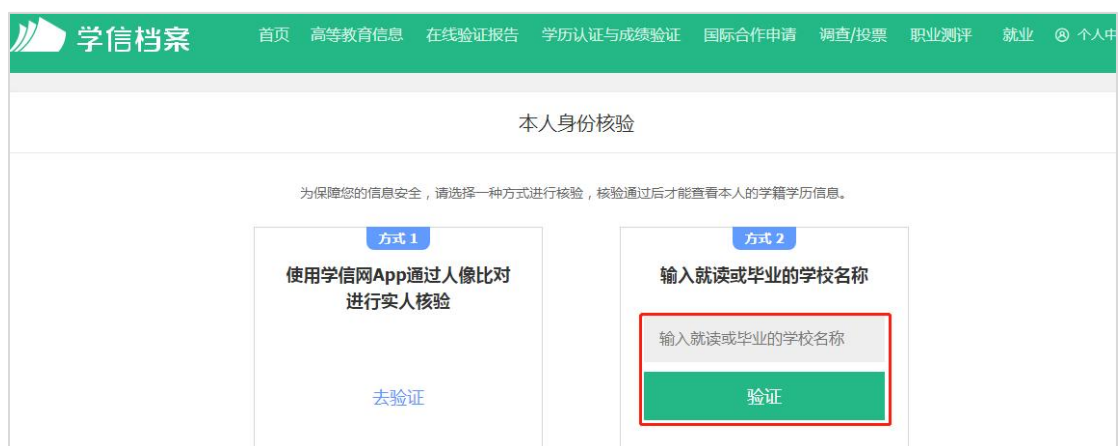 学信档案 首页 高等教育信息 在线验证报告 学历认证与成绩验证 国际合作申请 调查/投票 职业测评 就业 个人中
本人身份核验
为保障您的信息安全，请选择一种方式进行核验，核验通过后才能查看本人的学籍学历信息。
方式 1
使用学信网App通过人像比对
进行实人核验
去验证
方式 2
输入就读或毕业的学校名称
输入就读或毕业的学校名称
验证